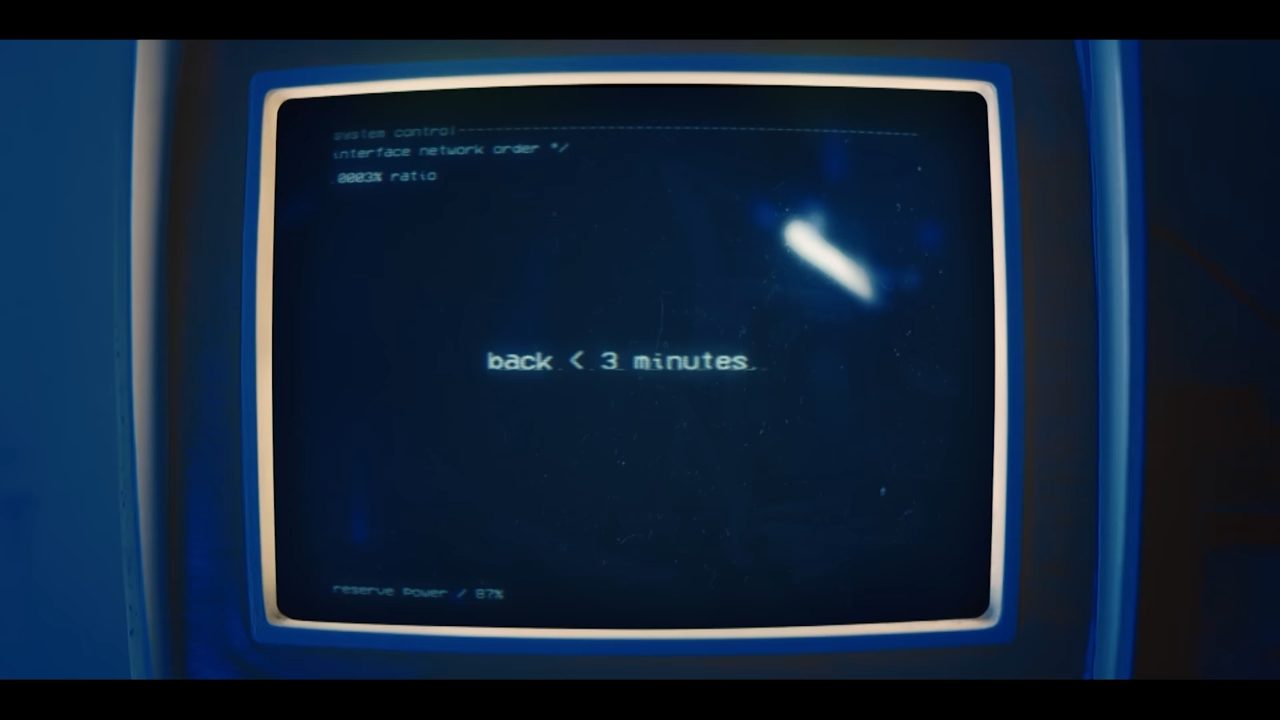 system control
interface network order */
.0003% ratio
back < 3 minutes
reserve power / 87%